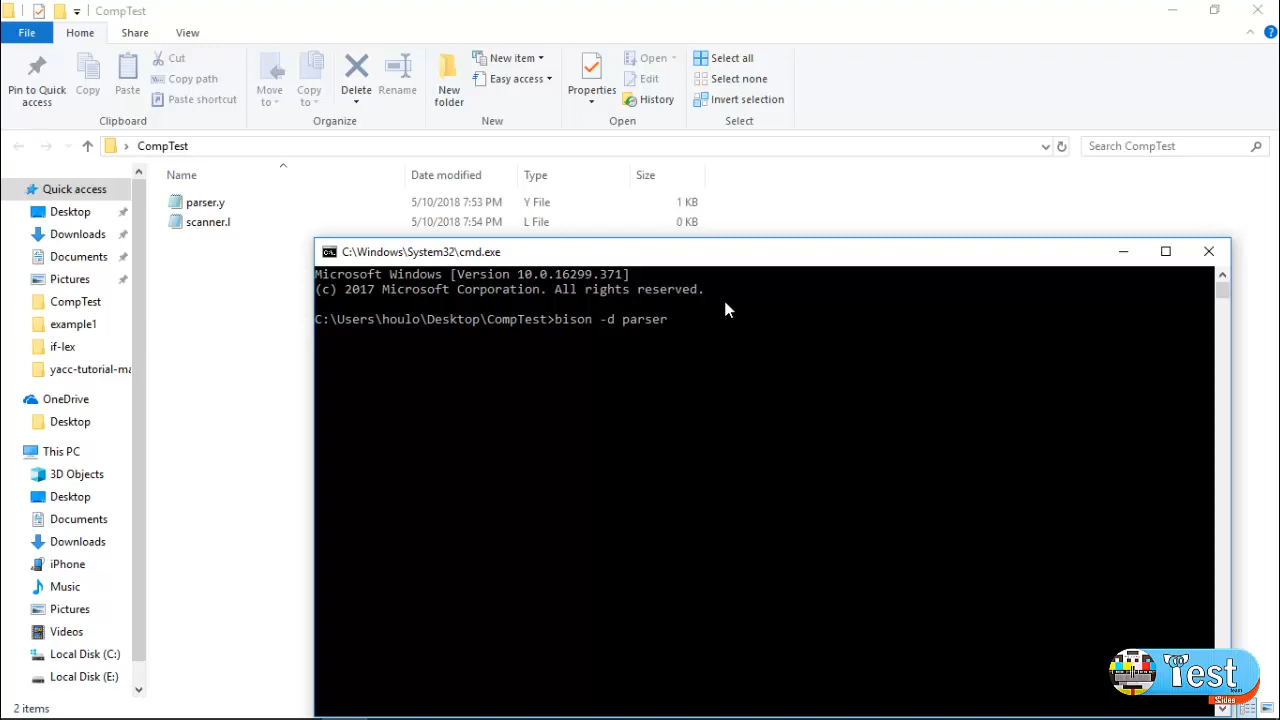 CompTest
File
Home
Share
View
Pin to Quick access
Copy
Paste
Cut
Copy path
Paste shortcut
Clipboard
Move to
Copy to
Delete
Rename
Organize
New folder
New item
Easy access
New
Properties
Open
Edit
History
Open
Select all
Select none
Invert selection
Select
CompTest
Search CompTest
Name
Date modified
Type
Size
parser.y 5/10/2018 7:53 PM Y File 1 KB
scanner.l 5/10/2018 7:54 PM L File 0 KB
Quick access
Desktop
Downloads
Documents
Pictures
CompTest
example1
if-lex
yacc-tutorial-ma
OneDrive
Desktop
This PC
3D Objects
Desktop
Documents
Downloads
iPhone
Music
Pictures
Videos
Local Disk (C:)
Local Disk (E:)
2 items
C:\Windows\System32\cmd.exe
Microsoft Windows [Version 10.0.16299.371]
(c) 2017 Microsoft Corporation. All rights reserved.
C:\Users\houlo\Desktop\CompTest>bison -d parser
Test
team
Sides